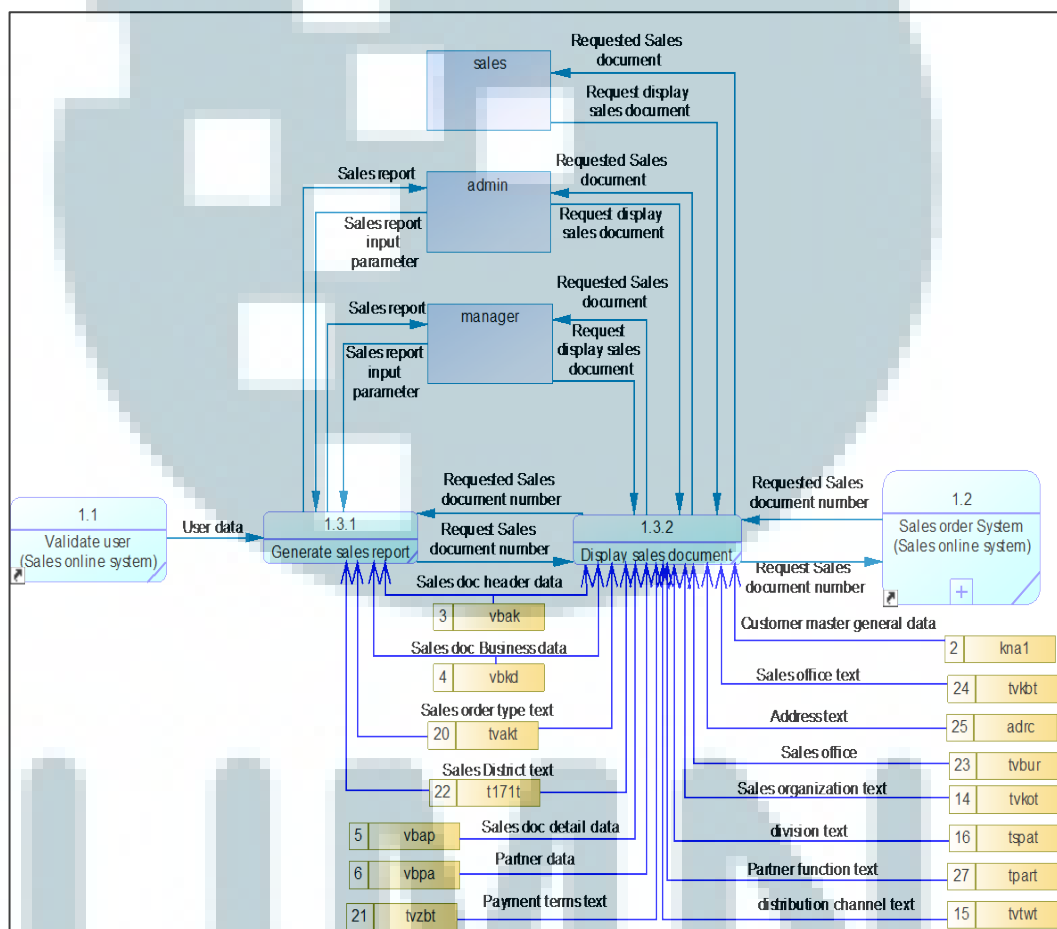 Requested Sales
document
sales
Request display
sales document
Requested Sales
document
Sales report
admin
Request display
sales document
Sales report
input
parameter
Requested Sales
document
Sales report
manager
Request
display sales
document
Sales report
input
parameter
Requested Sales
document number
Requested Sales
document number
1.1
Validate user
(Sales online system)
User data
1.3.1
Generate sales report
Request Sales
document number
1.3.2
Display sales document
1.2
Sales order System
(Sales online system)
Request Sales
document number
Sales doc header data
3 vbak
Customer master general data
2 kna1
Sales doc Business data
4 vbkd
Sales office text
24 tvkbt
Sales order type text
20 tvakt
Address text
25 adrc
Sales office
23 tvbur
Sales District text
22 t171t
Sales organization text
14 tvkot
5 vbap
Sales doc detail data
division text
16 tspat
6 vbpa
Partner data
Partner function text
27 tpart
21 tvzbt
Payment terms text
distribution channel text
15 tvtwt